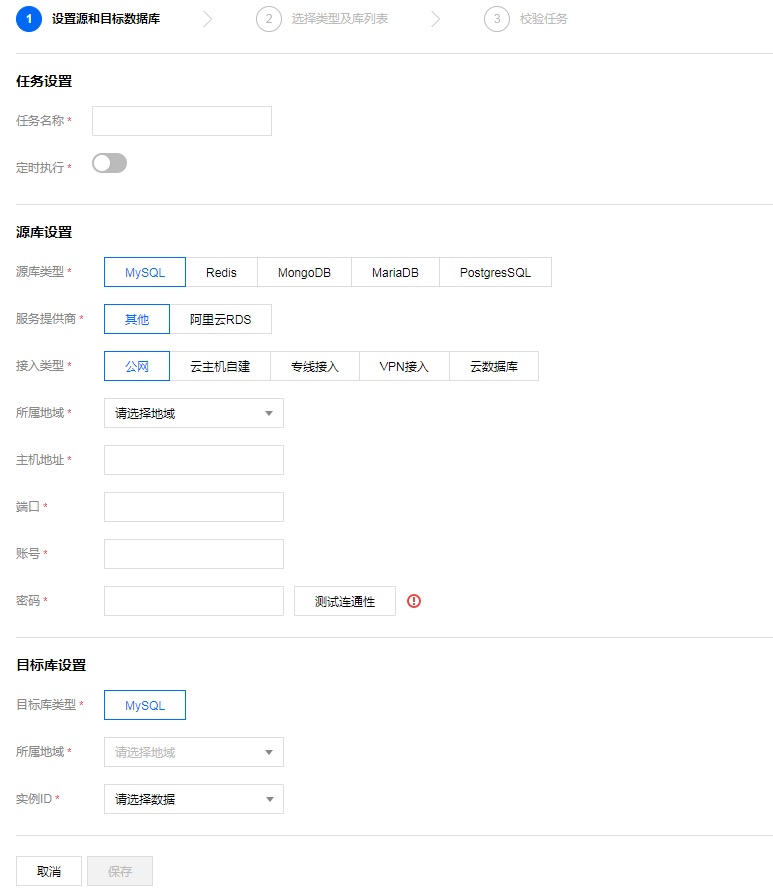 1 设置源和目标数据库 2 选择类型及库列表 3 校验任务
任务设置
任务名称 *
定时执行 *
源库设置
源库类型 * MySQL Redis MongoDB MariaDB PostgresSQL
服务提供商 * 其他 阿里云RDS
接入类型 * 公网 云主机自建 专线接入 VPN接入 云数据库
所属地域 * 请选择地域
主机地址 *
端口 *
账号 *
密码 * 测试连通性
目标库设置
目标库类型 * MySQL
所属地域 * 请选择地域
实例ID * 请选择数据
取消 保存